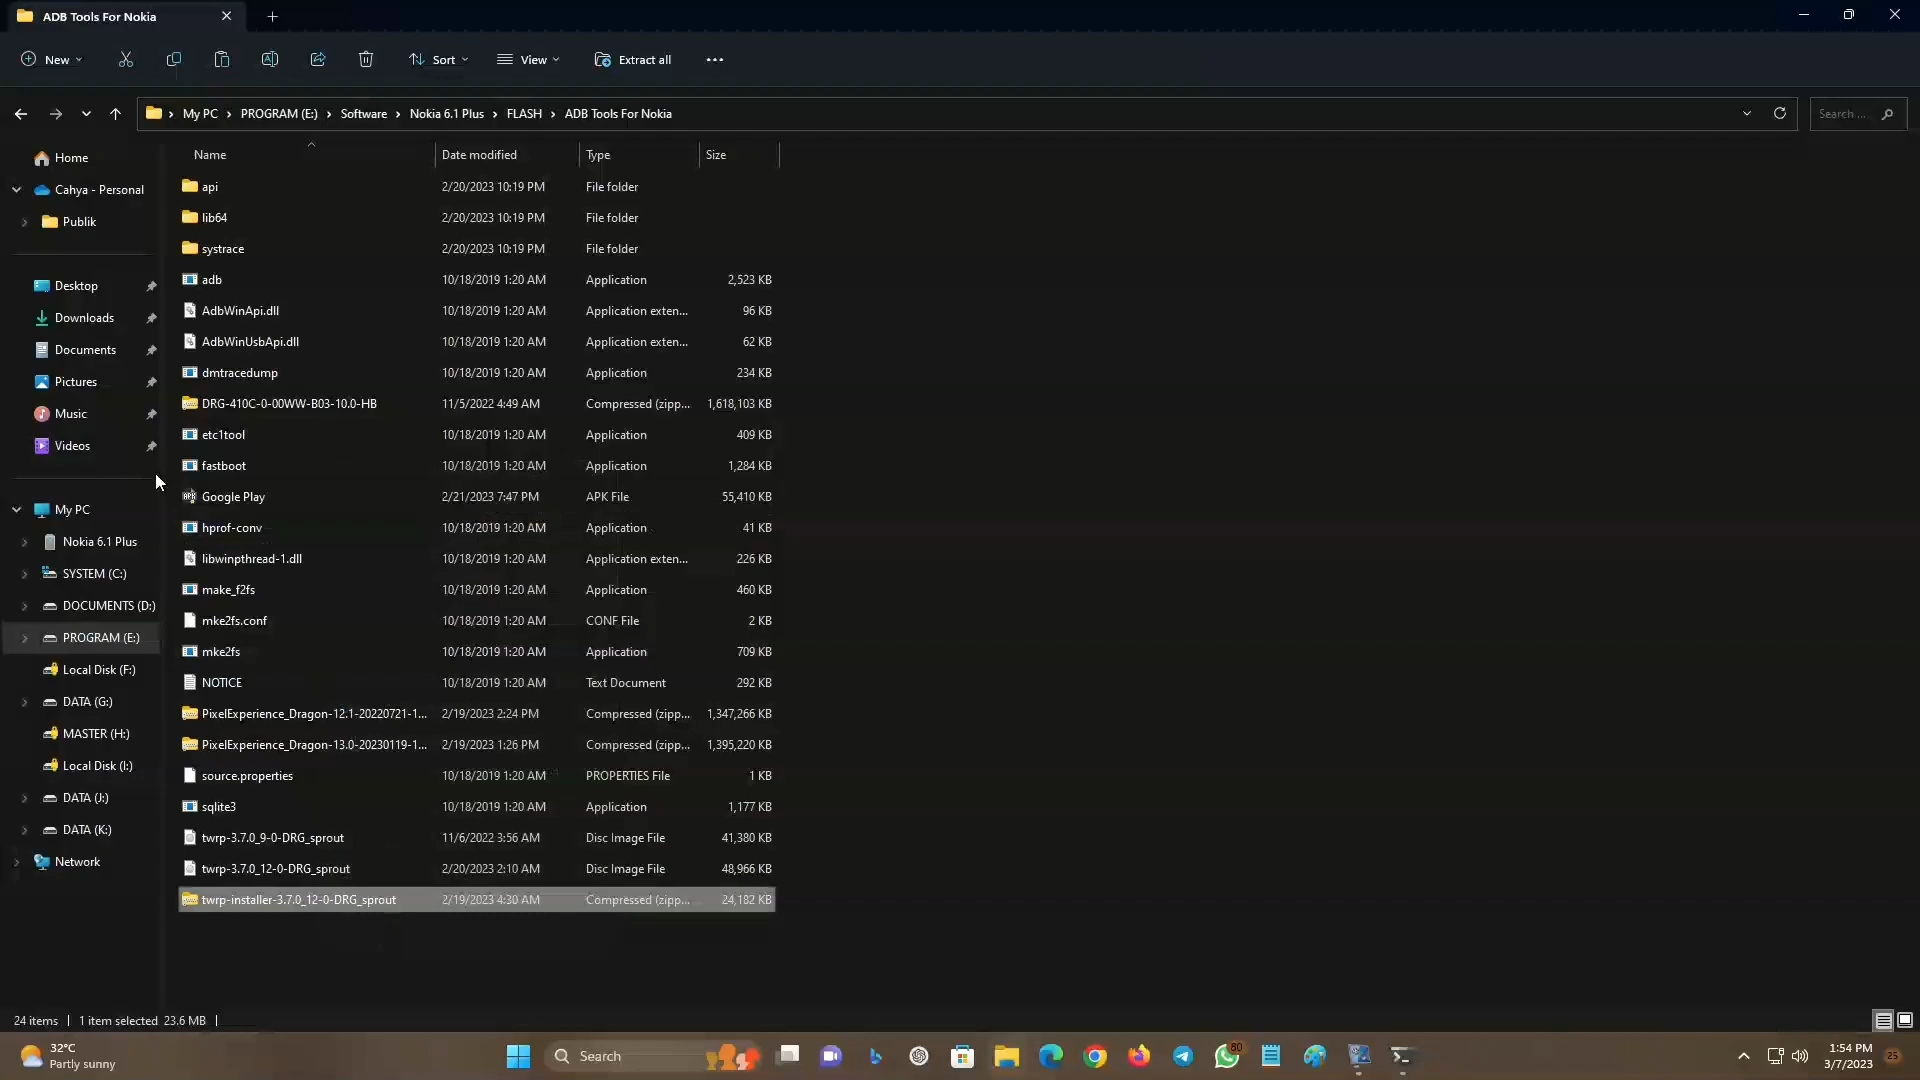 ADB Tools For Nokia
New
Sort
View
Extract all
My PC > PROGRAM (E:) > Software > Nokia 6.1 Plus > FLASH > ADB Tools For Nokia
Search ...
Name Date modified Type Size
Home
Cahya - Personal
Publik
Desktop
Downloads
Documents
Pictures
Music
Videos
My PC
Nokia 6.1 Plus
SYSTEM (C:)
DOCUMENTS (D:)
PROGRAM (E:)
Local Disk (F:)
DATA (G:)
MASTER (H:)
Local Disk (I:)
DATA (J:)
DATA (K:)
Network
api 2/20/2023 10:19 PM File folder
lib64 2/20/2023 10:19 PM File folder
systrace 2/20/2023 10:19 PM File folder
adb 10/18/2019 1:20 AM Application 2,523 KB
AdbWinApi.dll 10/18/2019 1:20 AM Application exten... 96 KB
AdbWinUsbApi.dll 10/18/2019 1:20 AM Application exten... 62 KB
dmtracedump 10/18/2019 1:20 AM Application 234 KB
DRG-410C-0-00WW-B03-10.0-HB 11/5/2022 4:49 AM Compressed (zipp... 1,618,103 KB
etc1tool 10/18/2019 1:20 AM Application 409 KB
fastboot 10/18/2019 1:20 AM Application 1,284 KB
Google Play 2/21/2023 7:47 PM APK File 55,410 KB
hprof-conv 10/18/2019 1:20 AM Application 41 KB
libwinpthread-1.dll 10/18/2019 1:20 AM Application exten... 226 KB
make_f2fs 10/18/2019 1:20 AM Application 460 KB
mke2fs.conf 10/18/2019 1:20 AM CONF File 2 KB
mke2fs 10/18/2019 1:20 AM Application 709 KB
NOTICE 10/18/2019 1:20 AM Text Document 292 KB
PixelExperience_Dragon-12.1-20220721-1... 2/19/2023 2:24 PM Compressed (zipp... 1,347,266 KB
PixelExperience_Dragon-13.0-20230119-1... 2/19/2023 1:26 PM Compressed (zipp... 1,395,220 KB
source.properties 10/18/2019 1:20 AM PROPERTIES File 1 KB
sqlite3 10/18/2019 1:20 AM Application 1,177 KB
twrp-3.7.0_9-0-DRG_sprout 11/6/2022 3:56 AM Disc Image File 41,380 KB
twrp-3.7.0_12-0-DRG_sprout 2/20/2023 2:10 AM Disc Image File 48,966 KB
twrp-installer-3.7.0_12-0-DRG_sprout 2/19/2023 4:30 AM Compressed (zipp... 24,182 KB
24 items | 1 item selected 23.6 MB |
32°C
Partly sunny
Search
80
1:54 PM
3/7/2023
25